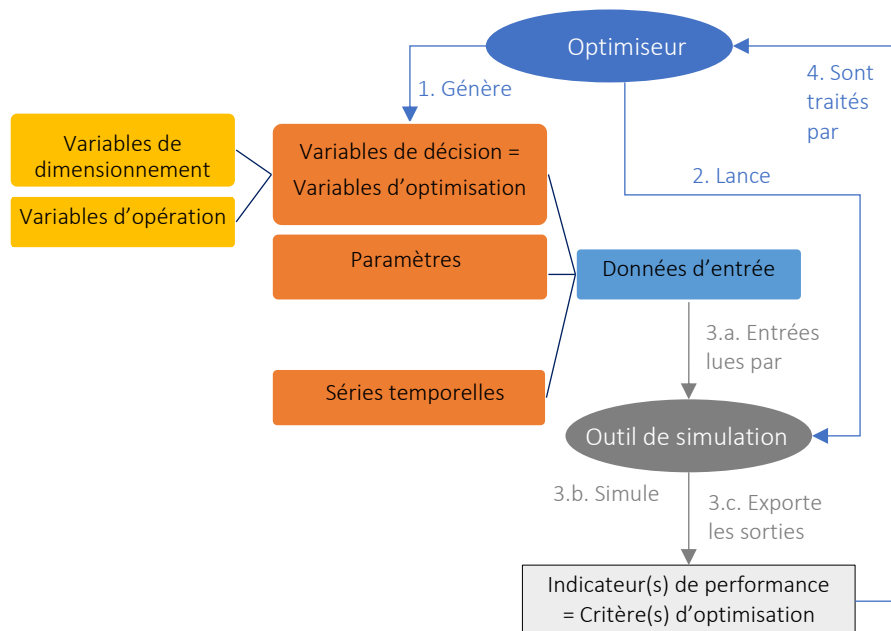 Optimiseur
1. Génère
4. Sont
traités
par
Variables de
dimensionnement
Variables d'opération
Variables de décision =
Variables d'optimisation
2. Lance
Paramètres
Données d'entrée
3.a. Entrées
lues par
Séries temporelles
Outil de simulation
3.b. Simule
3.c. Exporte
les sorties
Indicateur(s) de performance
= Critère(s) d'optimisation